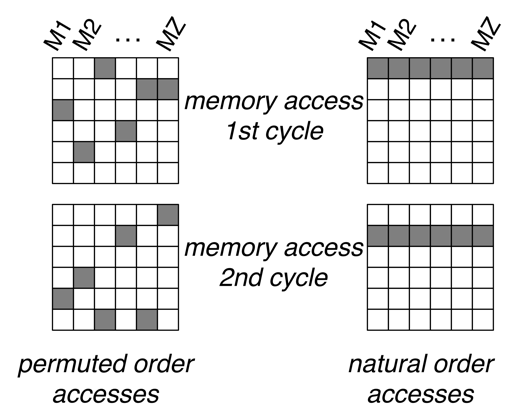 M1 M2 ... MZ
M1 M2 ... MZ
memory access
1st cycle
memory access
2nd cycle
permuted order
accesses
natural order
accesses